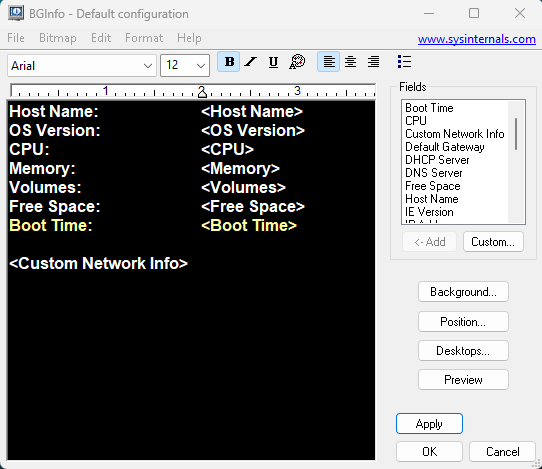 BGInfo - Default configuration
File Bitmap Edit Format Help
www.sysinternals.com
Arial 12 B I U
1 2 3
Host Name: <Host Name>
OS Version: <OS Version>
CPU: <CPU>
Memory: <Memory>
Volumes: <Volumes>
Free Space: <Free Space>
Boot Time: <Boot Time>
<Custom Network Info>
Fields
Boot Time
CPU
Custom Network Info
Default Gateway
DHCP Server
DNS Server
Free Space
Host Name
IE Version
<- Add Custom...
Background...
Position...
Desktops...
Preview
Apply
OK Cancel